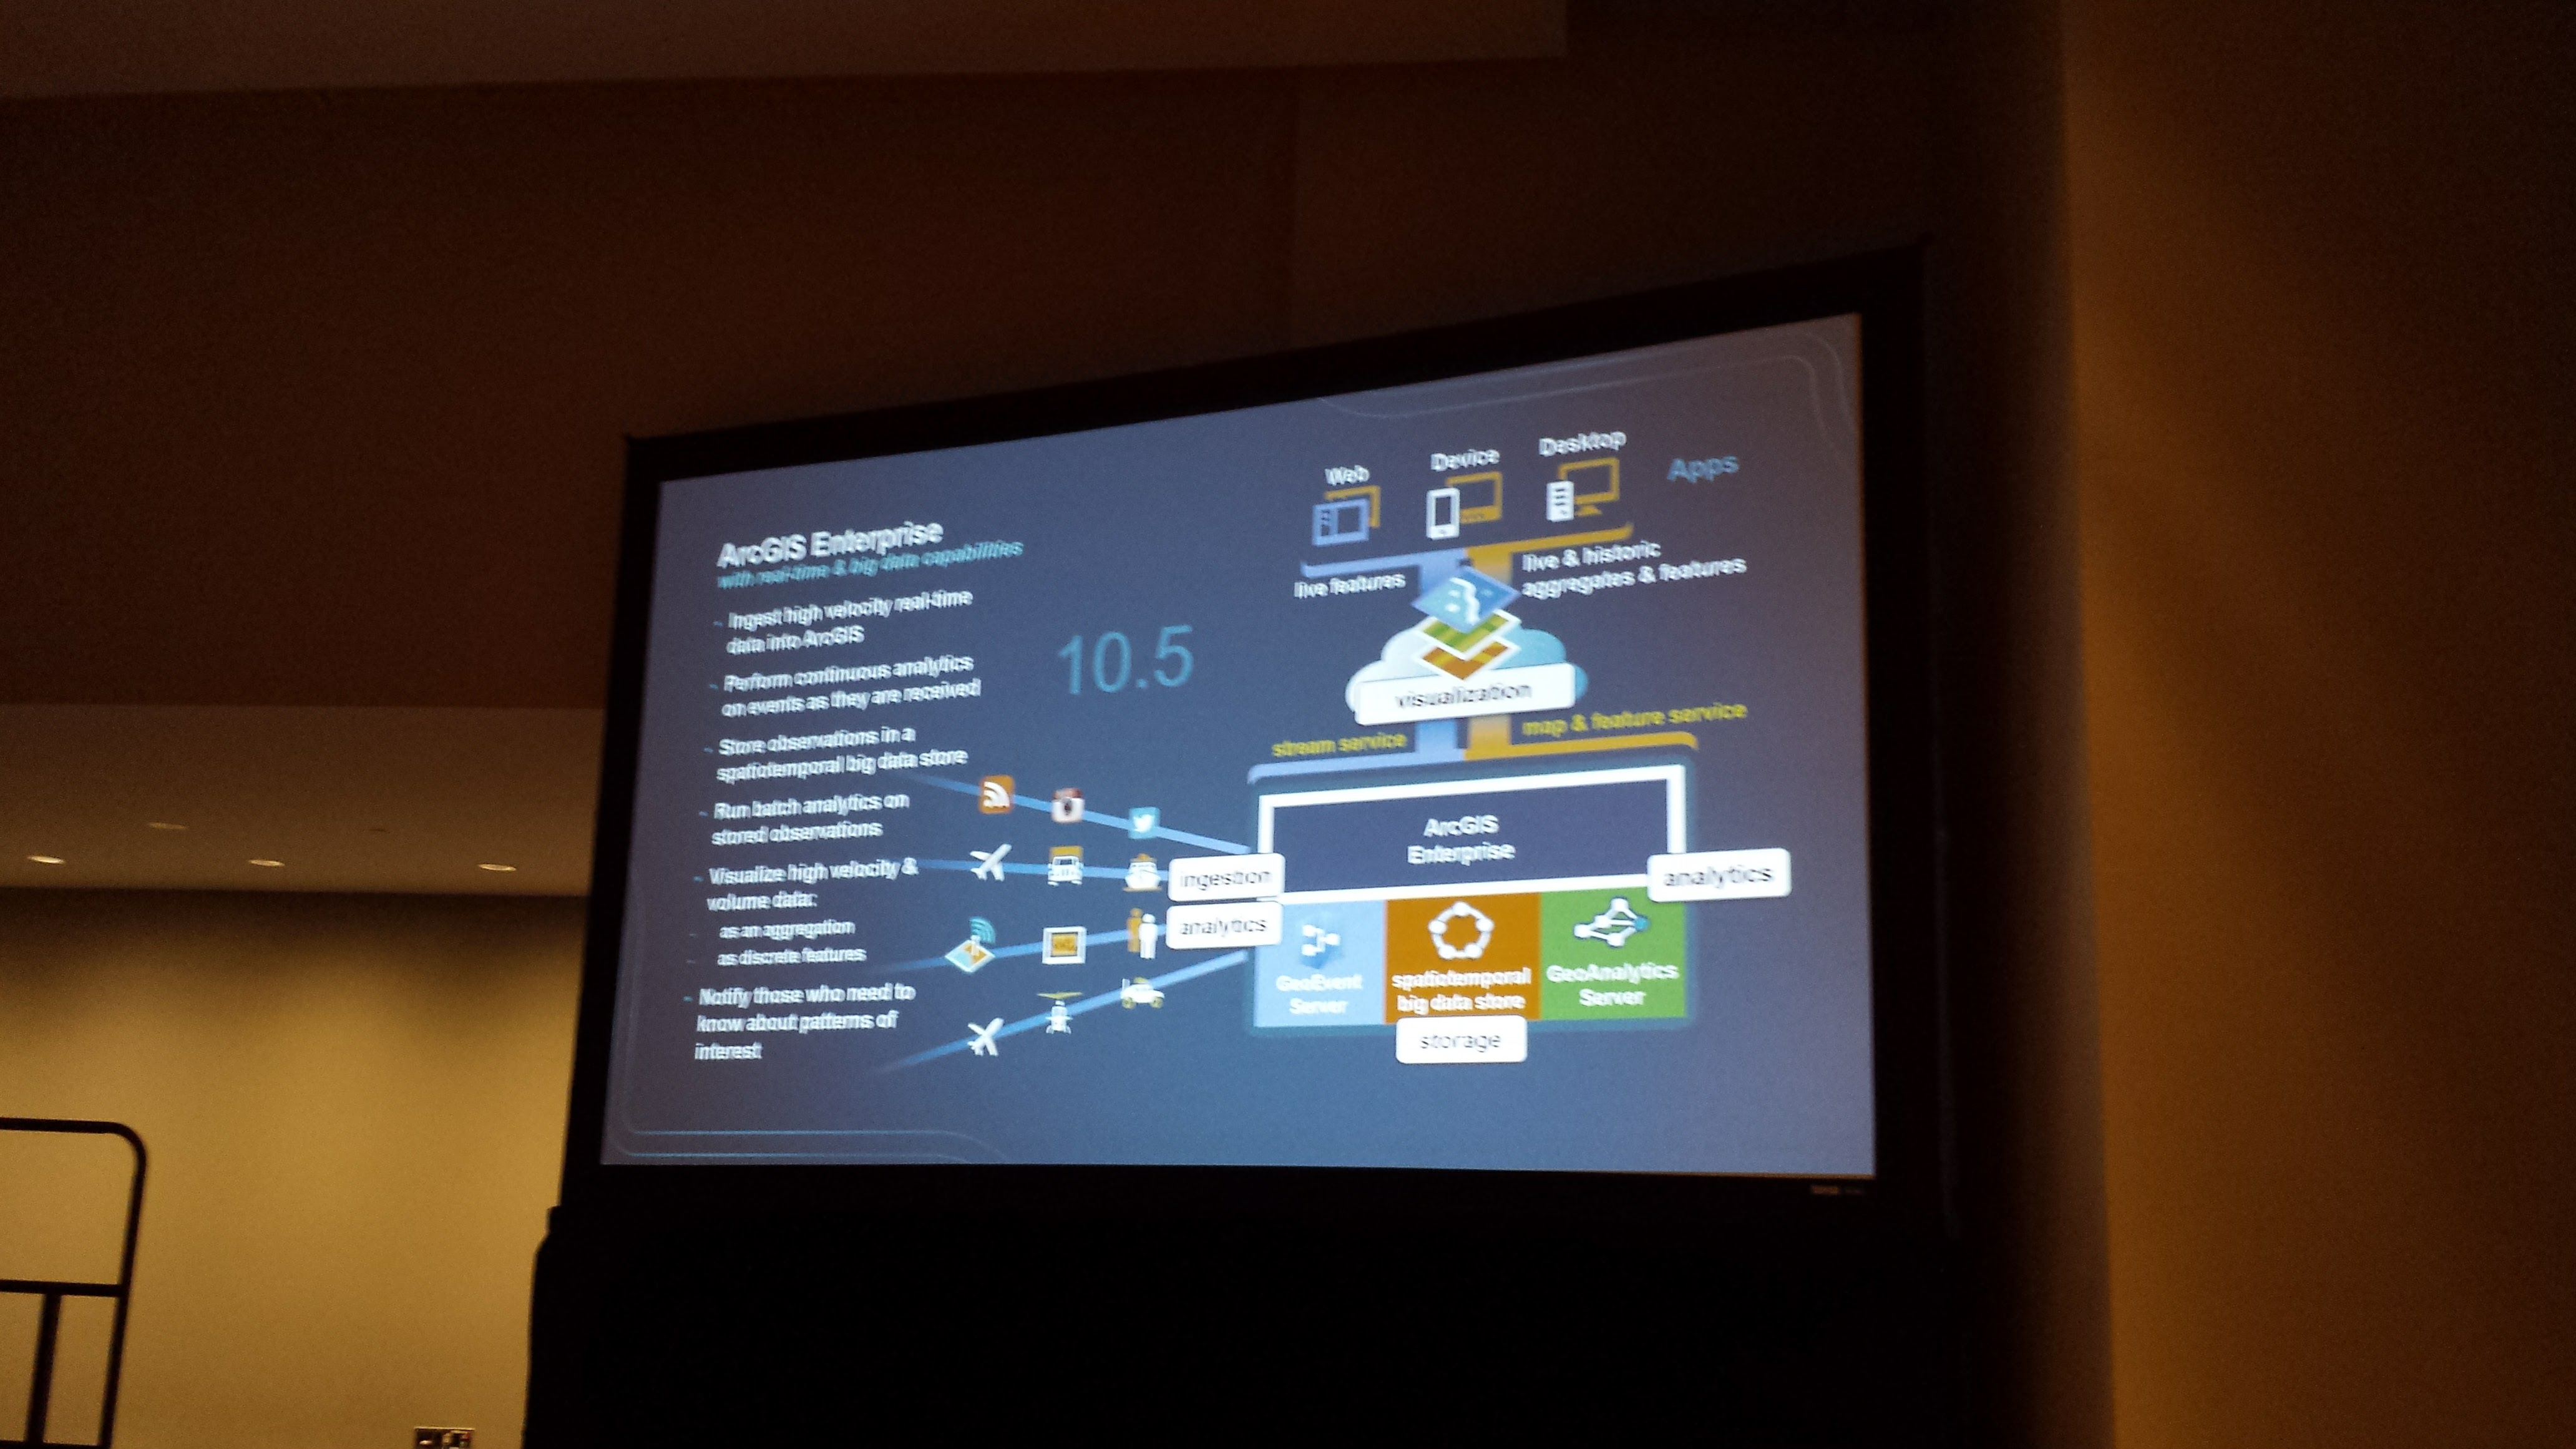 ArcGIS Enterprise
with real-time & big data capabilities
- Ingest high velocity real-time
data into ArcGIS
- Perform continuous analytics
on events as they are received
- Store observations in a
spatiotemporal big data store
- Run batch analytics on
stored observations
- Visualize high velocity &
volume data:
- as an aggregation
- as discrete features
- Notify those who need to
know about patterns of
interest
10.5
Web
Device
Desktop
Apps
live features
live & historic
aggregates & features
visualization
stream service
map & feature service
ArcGIS
Enterprise
ingestion
analytics
analytics
GeoEvent
Server
spatiotemporal
big data store
GeoAnalytics
Server
storage